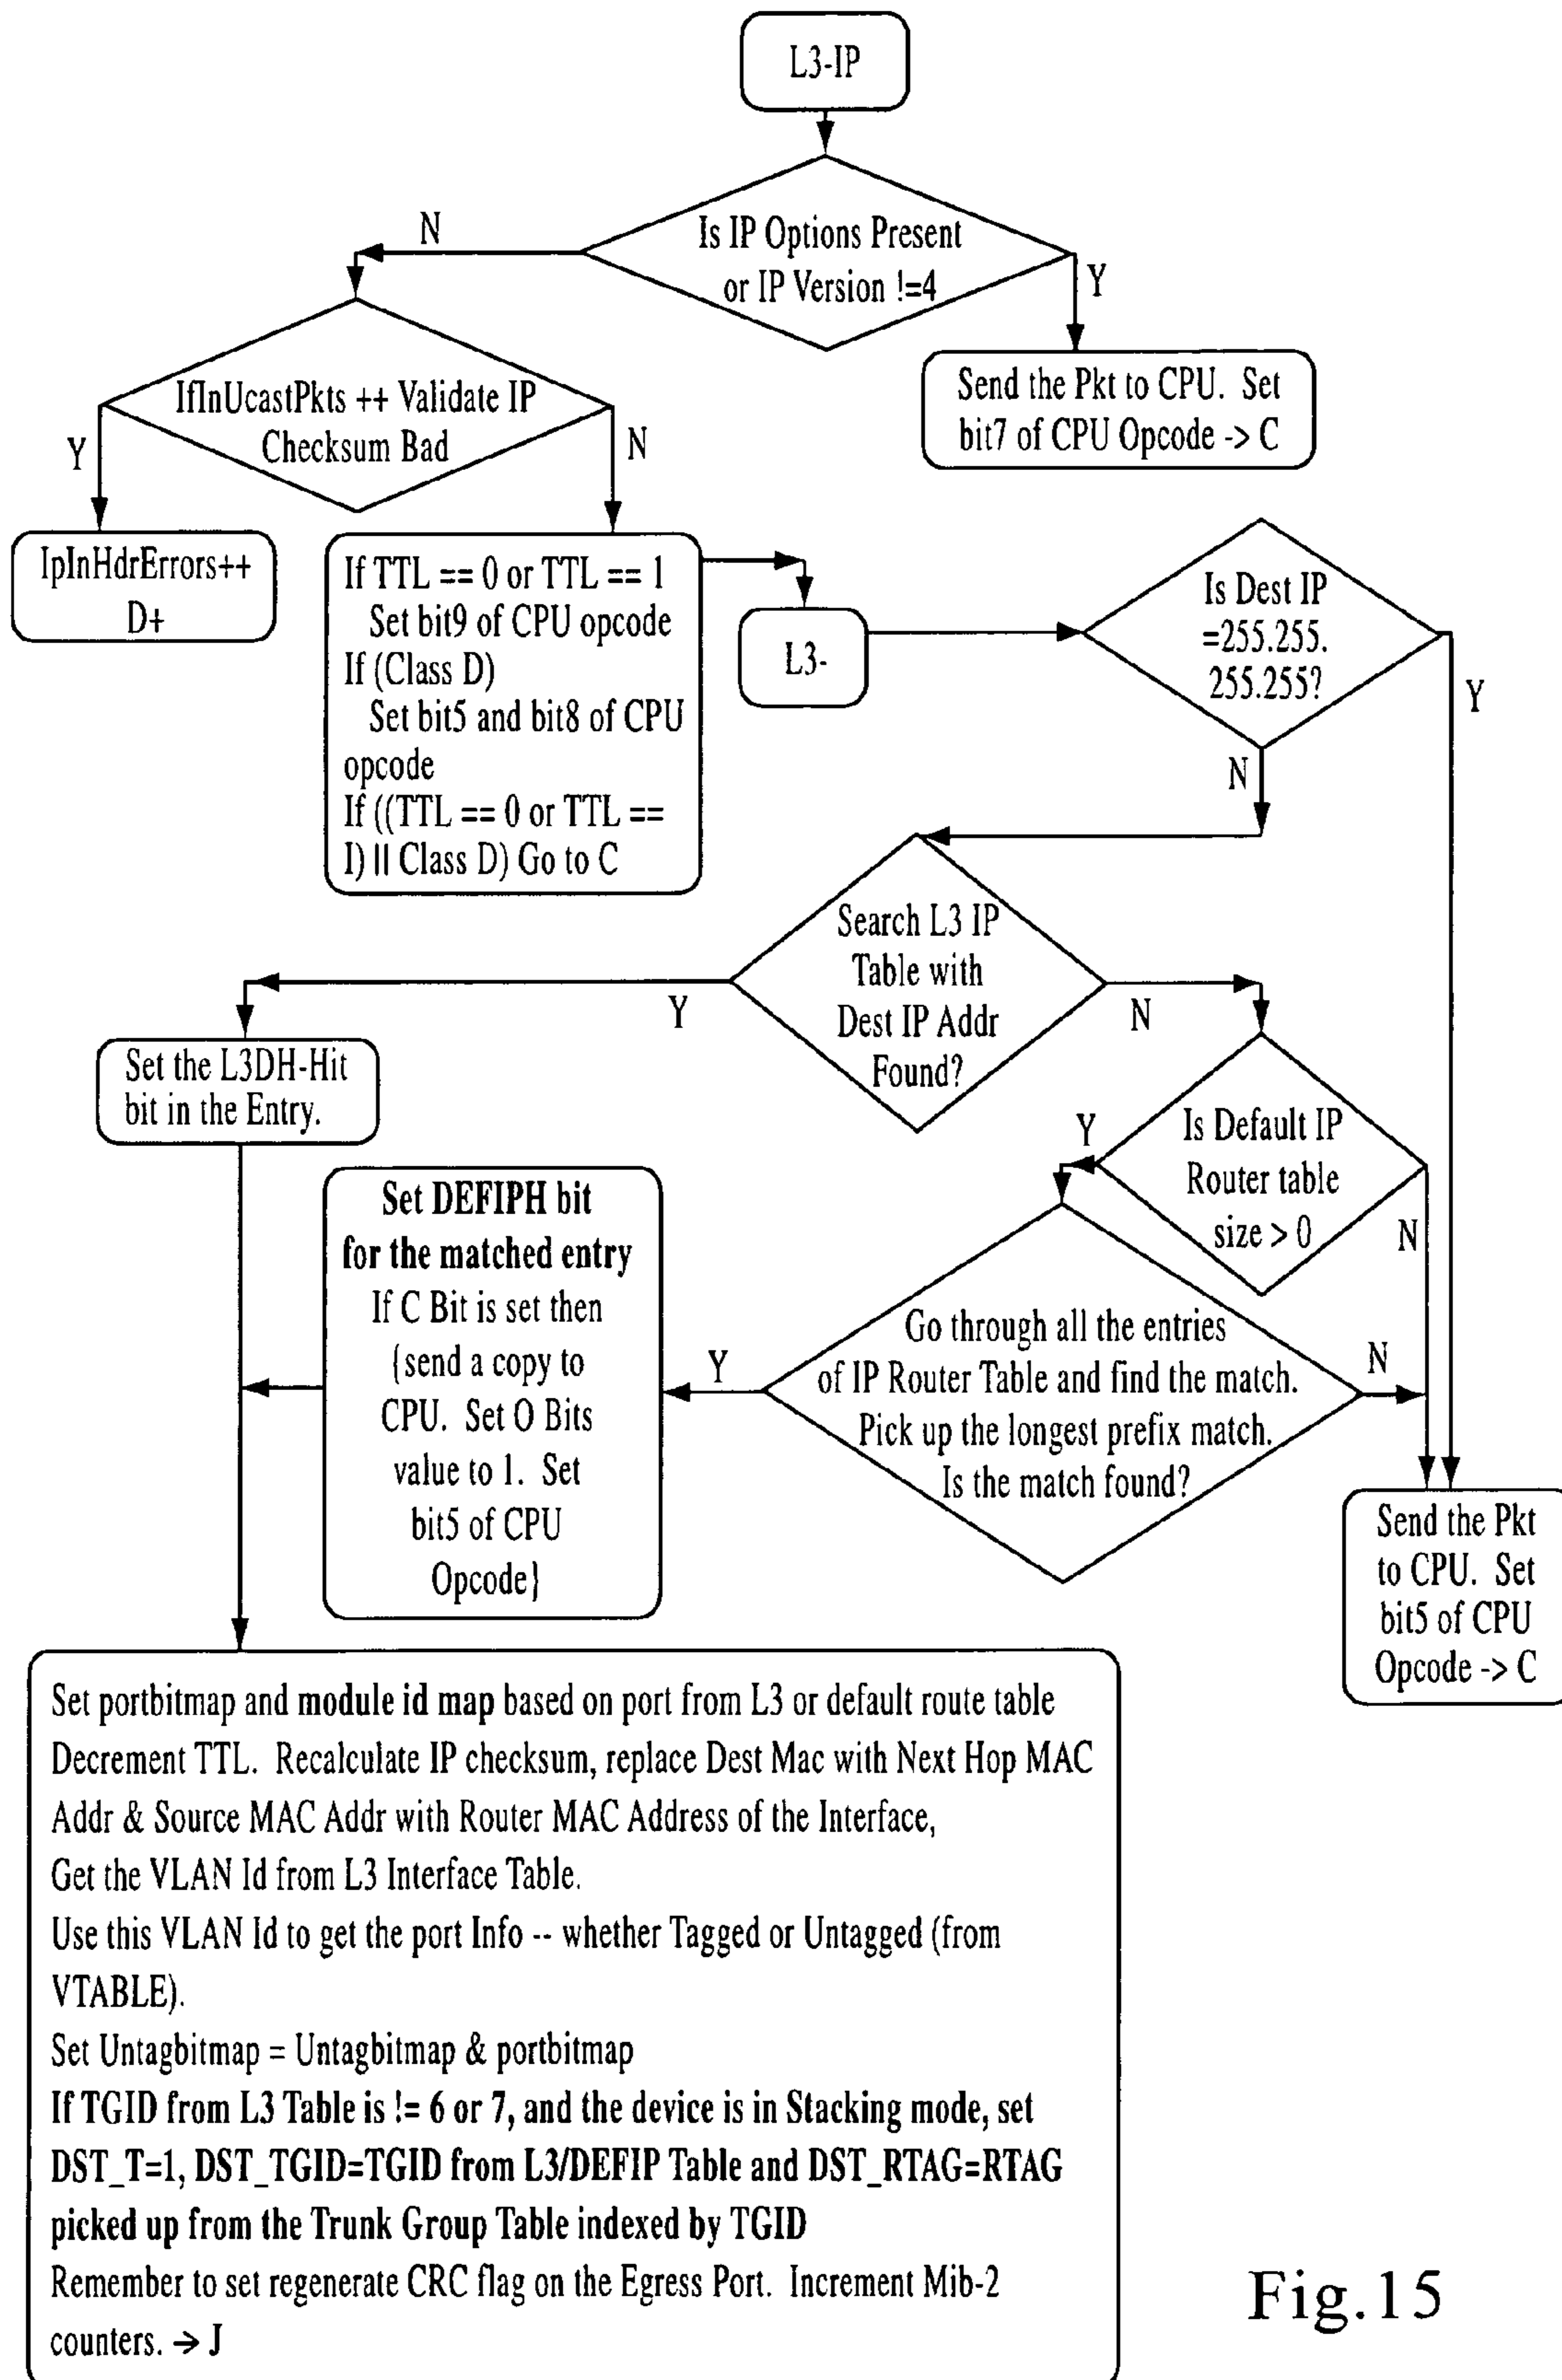 L3-IP
Is IP Options Present
or IP Version !=4
N
Y
IfInUcastPkts ++ Validate IP
Checksum Bad
Y
N
Send the Pkt to CPU. Set
bit7 of CPU Opcode -> C
IpInHdrErrors++
D+
If TTL == 0 or TTL == 1
Set bit9 of CPU opcode
If (Class D)
Set bit5 and bit8 of CPU
opcode
If ((TTL == 0 or TTL ==
I) || Class D) Go to C
L3-
Is Dest IP
=255.255.
255.255?
Y
N
Search L3 IP
Table with
Dest IP Addr
Found?
Y
N
Set the L3DH-Hit
bit in the Entry.
Is Default IP
Router table
size > 0
Y
N
Set DEFIPH bit
for the matched entry
If C Bit is set then
{send a copy to
CPU. Set O Bits
value to 1. Set
bit5 of CPU
Opcode}
Go through all the entries
of IP Router Table and find the match.
Pick up the longest prefix match.
Is the match found?
Y
N
Send the Pkt
to CPU. Set
bit5 of CPU
Opcode -> C
Set portbitmap and module id map based on port from L3 or default route table
Decrement TTL. Recalculate IP checksum, replace Dest Mac with Next Hop MAC
Addr & Source MAC Addr with Router MAC Address of the Interface,
Get the VLAN Id from L3 Interface Table.
Use this VLAN Id to get the port Info -- whether Tagged or Untagged (from
VTABLE).
Set Untagbitmap = Untagbitmap & portbitmap
If TGID from L3 Table is != 6 or 7, and the device is in Stacking mode, set
DST_T=1, DST_TGID=TGID from L3/DEFIP Table and DST_RTAG=RTAG
picked up from the Trunk Group Table indexed by TGID
Remember to set regenerate CRC flag on the Egress Port. Increment Mib-2
counters. → J
Fig.15